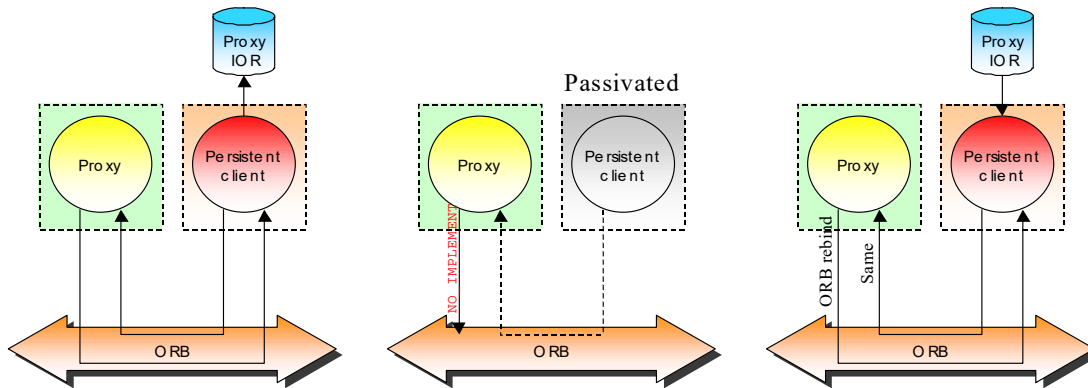 Proxy
IOR
Proxy
Persistent
client
ORB
Passivated
Proxy
Persistent
client
NO IMPLEMENT
ORB
Proxy
IOR
Proxy
Persistent
client
ORB rebind
Same
ORB